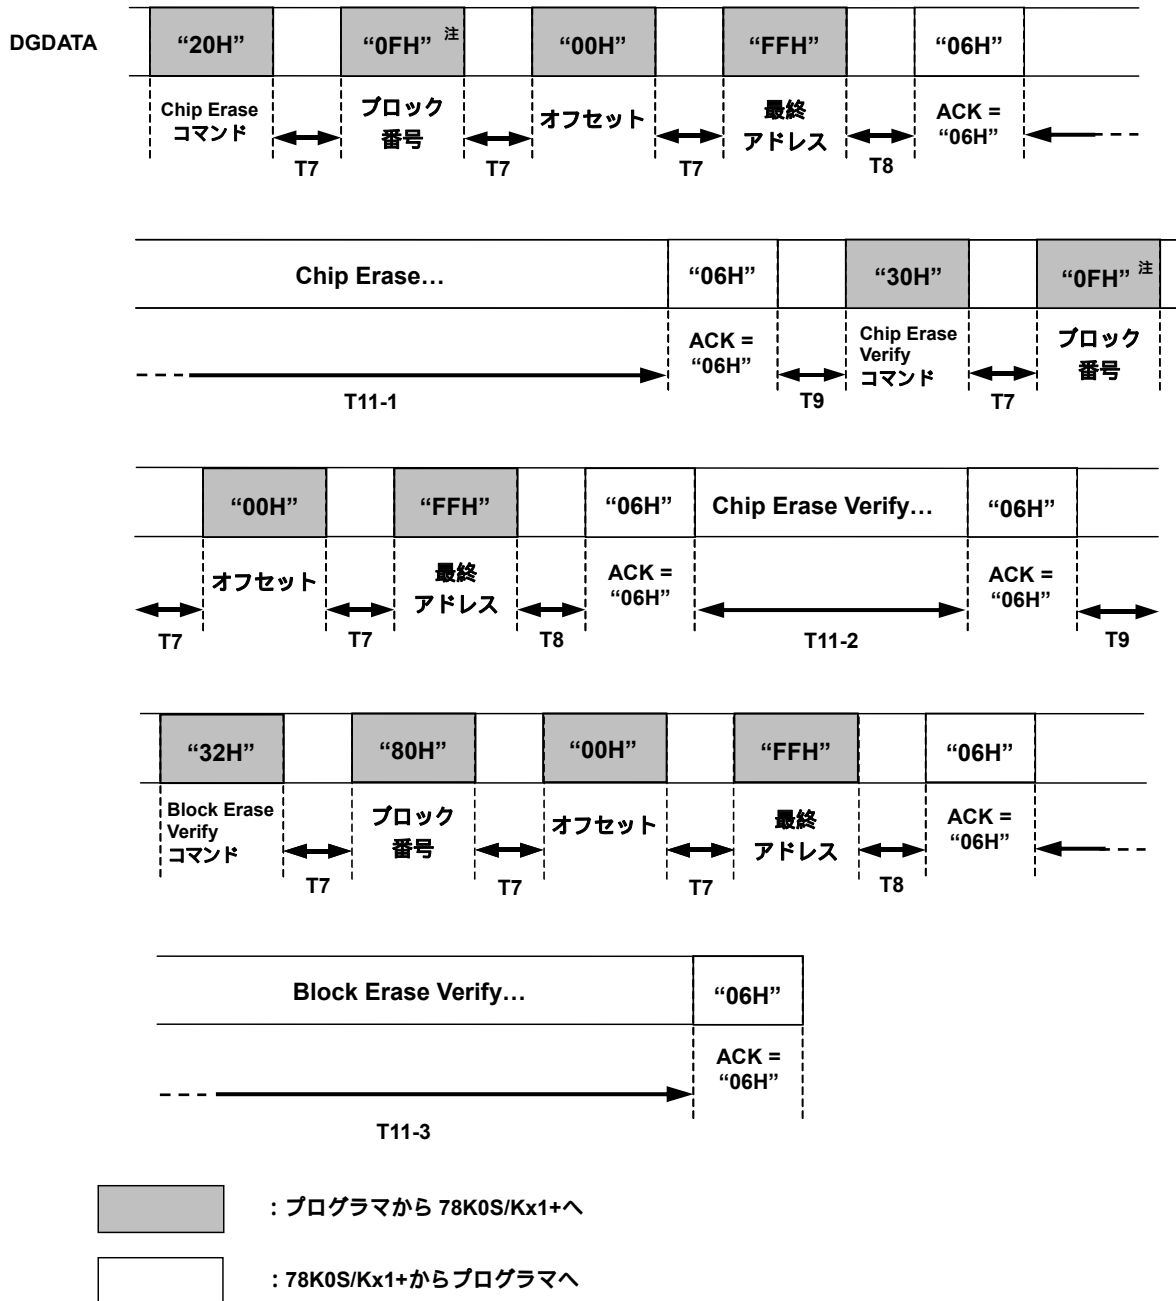 DGDATA “20H” “0FH” 注 “00H” “FFH” “06H”
Chip Erase
コマンド
ブロック
番号
オフセット
最終
アドレス
ACK =
“06H”
T7 T7 T7 T8
Chip Erase… “06H” “30H” “0FH” 注
ACK =
“06H”
Chip Erase
Verify
コマンド
ブロック
番号
T11-1 T9 T7
“00H” “FFH” “06H” Chip Erase Verify… “06H”
オフセット
最終
アドレス
ACK =
“06H”
ACK =
“06H”
T7 T7 T8 T11-2 T9
“32H” “80H” “00H” “FFH” “06H”
Block Erase
Verify
コマンド
ブロック
番号
オフセット
最終
アドレス
ACK =
“06H”
T7 T7 T7 T8
Block Erase Verify… “06H”
ACK =
“06H”
T11-3
：プログラマから 78K0S/Kx1+へ
：78K0S/Kx1+からプログラマへ